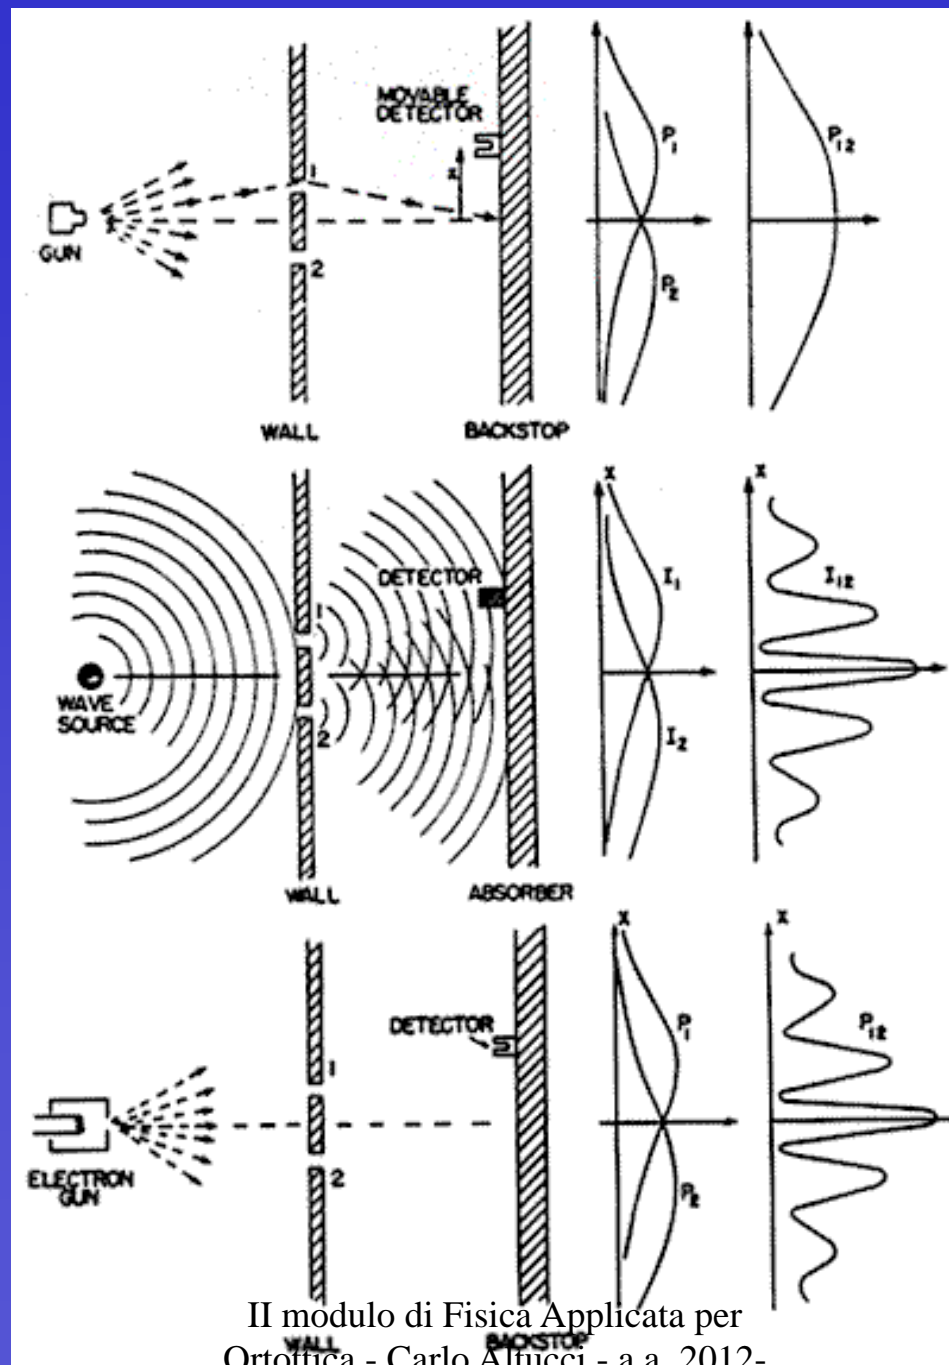 MOVABLE
DETECTOR
1
x
P1
P12
GUN
2
P2
WALL
BACKSTOP
x
x
DETECTOR
I1
I12
1
WAVE
SOURCE
2
I2
WALL
ABSORBER
x
x
DETECTOR
P1
P12
1
ELECTRON
GUN
2
P2
II modulo di Fisica Applicata per
WALL
BACKSTOP
Ortottica - Carlo Altucci - a.a. 2012-